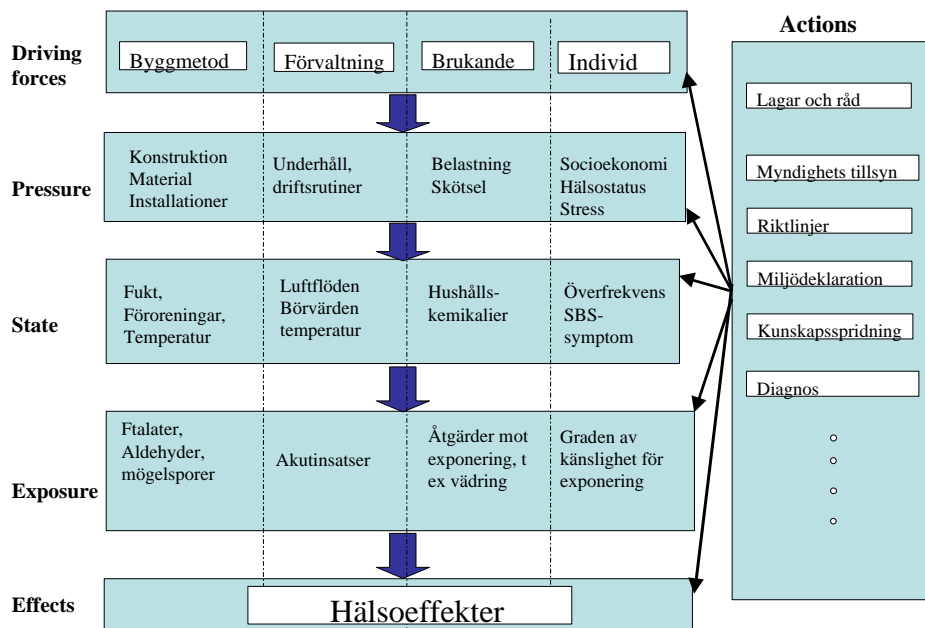 Actions
Driving
forces
Byggmetod
Förvaltning
Brukande
Individ
Pressure
Konstruktion
Material
Installationer
Underhåll,
driftsrutiner
Belastning
Skötsel
Socioekonomi
Hälsostatus
Stress
State
Fukt,
Föroreningar,
Temperatur
Luftflöden
Börvärden
temperatur
Hushålls-
kemikalier
Överfrekvens
SBS-
symptom
Exposure
Ftalater,
Aldehyder,
mögelsporer
Akutinsatser
Åtgärder mot
exponering, t
ex vädring
Graden av
känslighet för
exponering
Effects
Hälsoeffekter
Lagar och råd
Myndighets tillsyn
Riktlinjer
Miljödeklaration
Kunskapsspridning
Diagnos